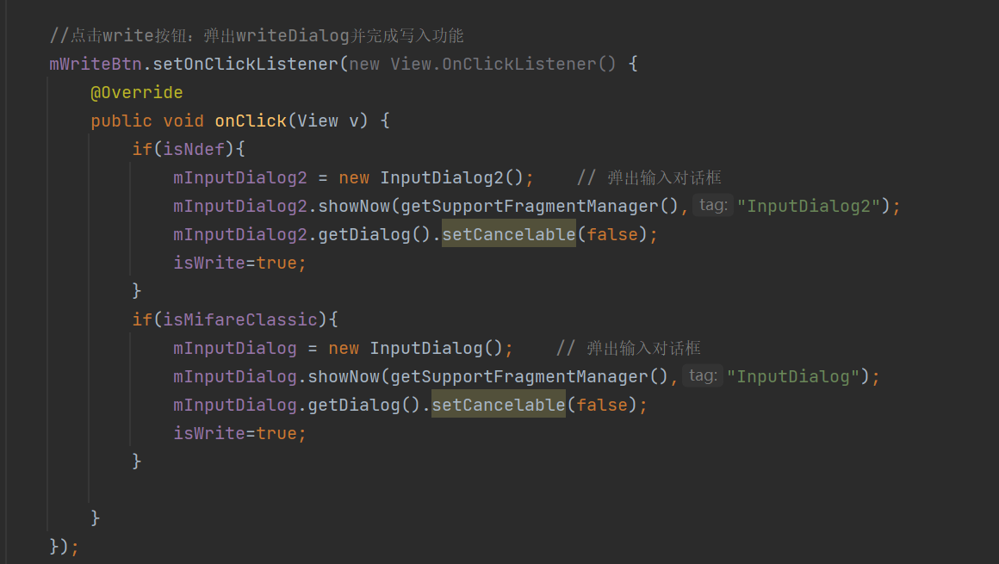 //点击write按钮：弹出writeDialog并完成写入功能
mWriteBtn.setOnClickListener(new View.OnClickListener() {
@Override
public void onClick(View v) {
if(isNdef){
mInputDialog2 = new InputDialog2();    // 弹出输入对话框
mInputDialog2.showNow(getSupportFragmentManager(), tag: "InputDialog2");
mInputDialog2.getDialog().setCancelable(false);
isWrite=true;
}
if(isMifareClassic){
mInputDialog = new InputDialog();    // 弹出输入对话框
mInputDialog.showNow(getSupportFragmentManager(), tag: "InputDialog");
mInputDialog.getDialog().setCancelable(false);
isWrite=true;
}
}
});